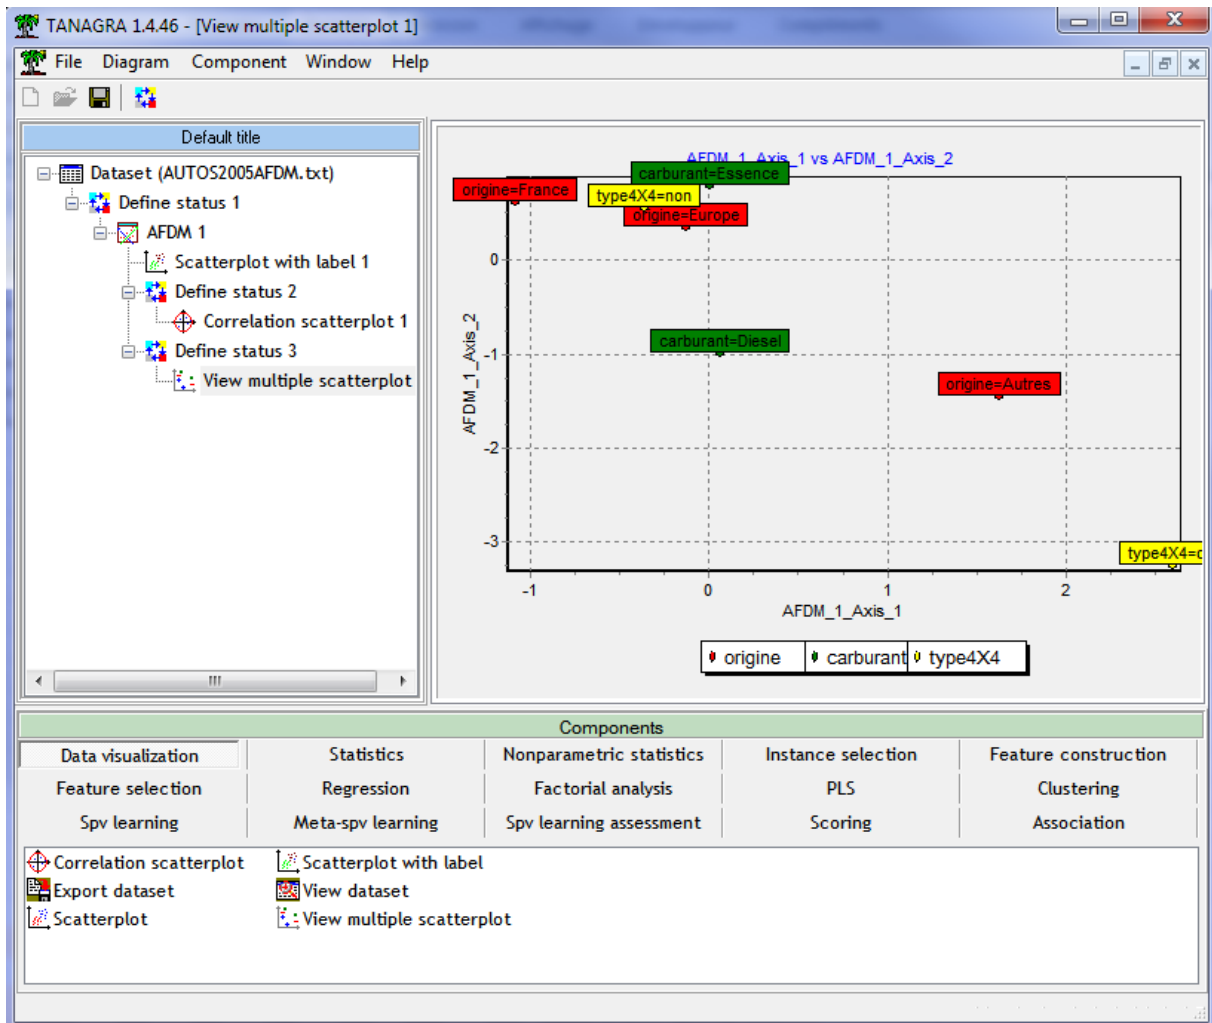 TANAGRA 1.4.46 - [View multiple scatterplot 1]
File Diagram Component Window Help
Default title
Dataset (AUTOS2005AFDM.txt)
Define status 1
AFDM 1
Scatterplot with label 1
Define status 2
Correlation scatterplot 1
Define status 3
View multiple scatterplot
AFDM_1_Axis_1 vs AFDM_1_Axis_2
carburant=Essence
origine=France
type4X4=non
origine=Europe
carburant=Diesel
origine=Autres
type4X4=o
0
-1
-2
-3
AFDM_1_Axis_2
-1 0 1 2
AFDM_1_Axis_1
origine carburant type4X4
Components
Data visualization Statistics Nonparametric statistics Instance selection Feature construction
Feature selection Regression Factorial analysis PLS Clustering
Spv learning Meta-spv learning Spv learning assessment Scoring Association
Correlation scatterplot Scatterplot with label
Export dataset View dataset
Scatterplot View multiple scatterplot